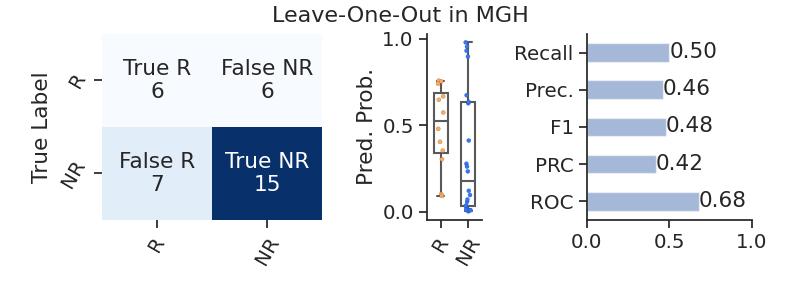 Leave-One-Out in MGH
True Label
R
NR
True R
6
False NR
6
False R
7
True NR
15
R
NR
Pred. Prob.
1.0
0.5
0.0
R
NR
Recall
0.50
Prec.
0.46
F1
0.48
PRC
0.42
ROC
0.68
0.0
0.5
1.0